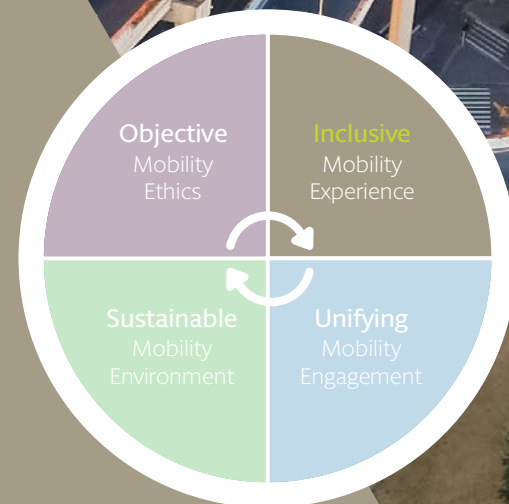 Objective
Mobility
Ethics
Inclusive
Mobility
Experience
Sustainable
Mobility
Environment
Unifying
Mobility
Engagement